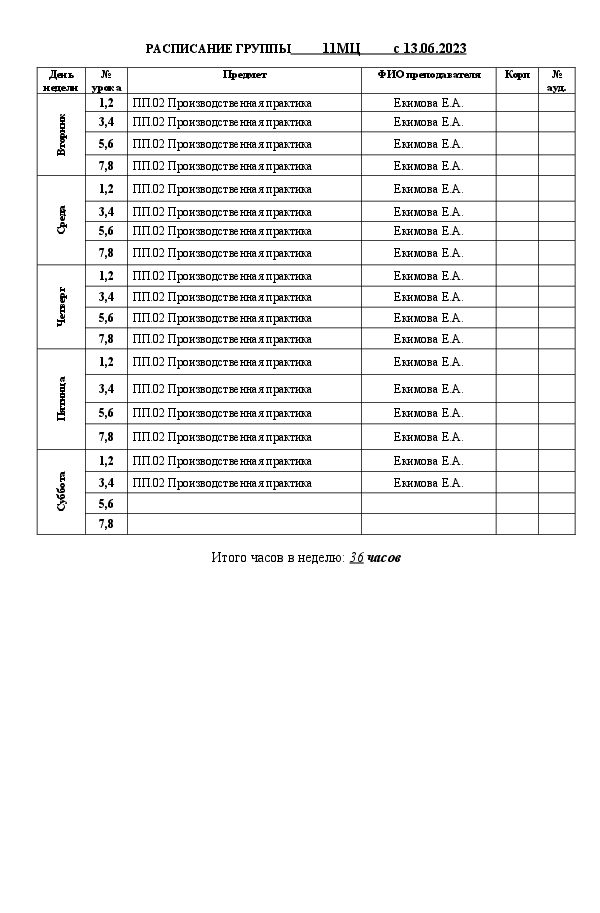 РАСПИСАНИЕ ГРУППЫ 11МЦ с 13.06.2023
День недели № урока Предмет ФИО преподавателя Корп № ауд.
Вторник
1,2 ПП.02 Производственная практика Екимова Е.А.
3,4 ПП.02 Производственная практика Екимова Е.А.
5,6 ПП.02 Производственная практика Екимова Е.А.
7,8 ПП.02 Производственная практика Екимова Е.А.
Среда
1,2 ПП.02 Производственная практика Екимова Е.А.
3,4 ПП.02 Производственная практика Екимова Е.А.
5,6 ПП.02 Производственная практика Екимова Е.А.
7,8 ПП.02 Производственная практика Екимова Е.А.
Четверг
1,2 ПП.02 Производственная практика Екимова Е.А.
3,4 ПП.02 Производственная практика Екимова Е.А.
5,6 ПП.02 Производственная практика Екимова Е.А.
7,8 ПП.02 Производственная практика Екимова Е.А.
Пятница
1,2 ПП.02 Производственная практика Екимова Е.А.
3,4 ПП.02 Производственная практика Екимова Е.А.
5,6 ПП.02 Производственная практика Екимова Е.А.
7,8 ПП.02 Производственная практика Екимова Е.А.
Суббота
1,2 ПП.02 Производственная практика Екимова Е.А.
3,4 ПП.02 Производственная практика Екимова Е.А.
5,6
7,8
Итого часов в неделю: 36 часов